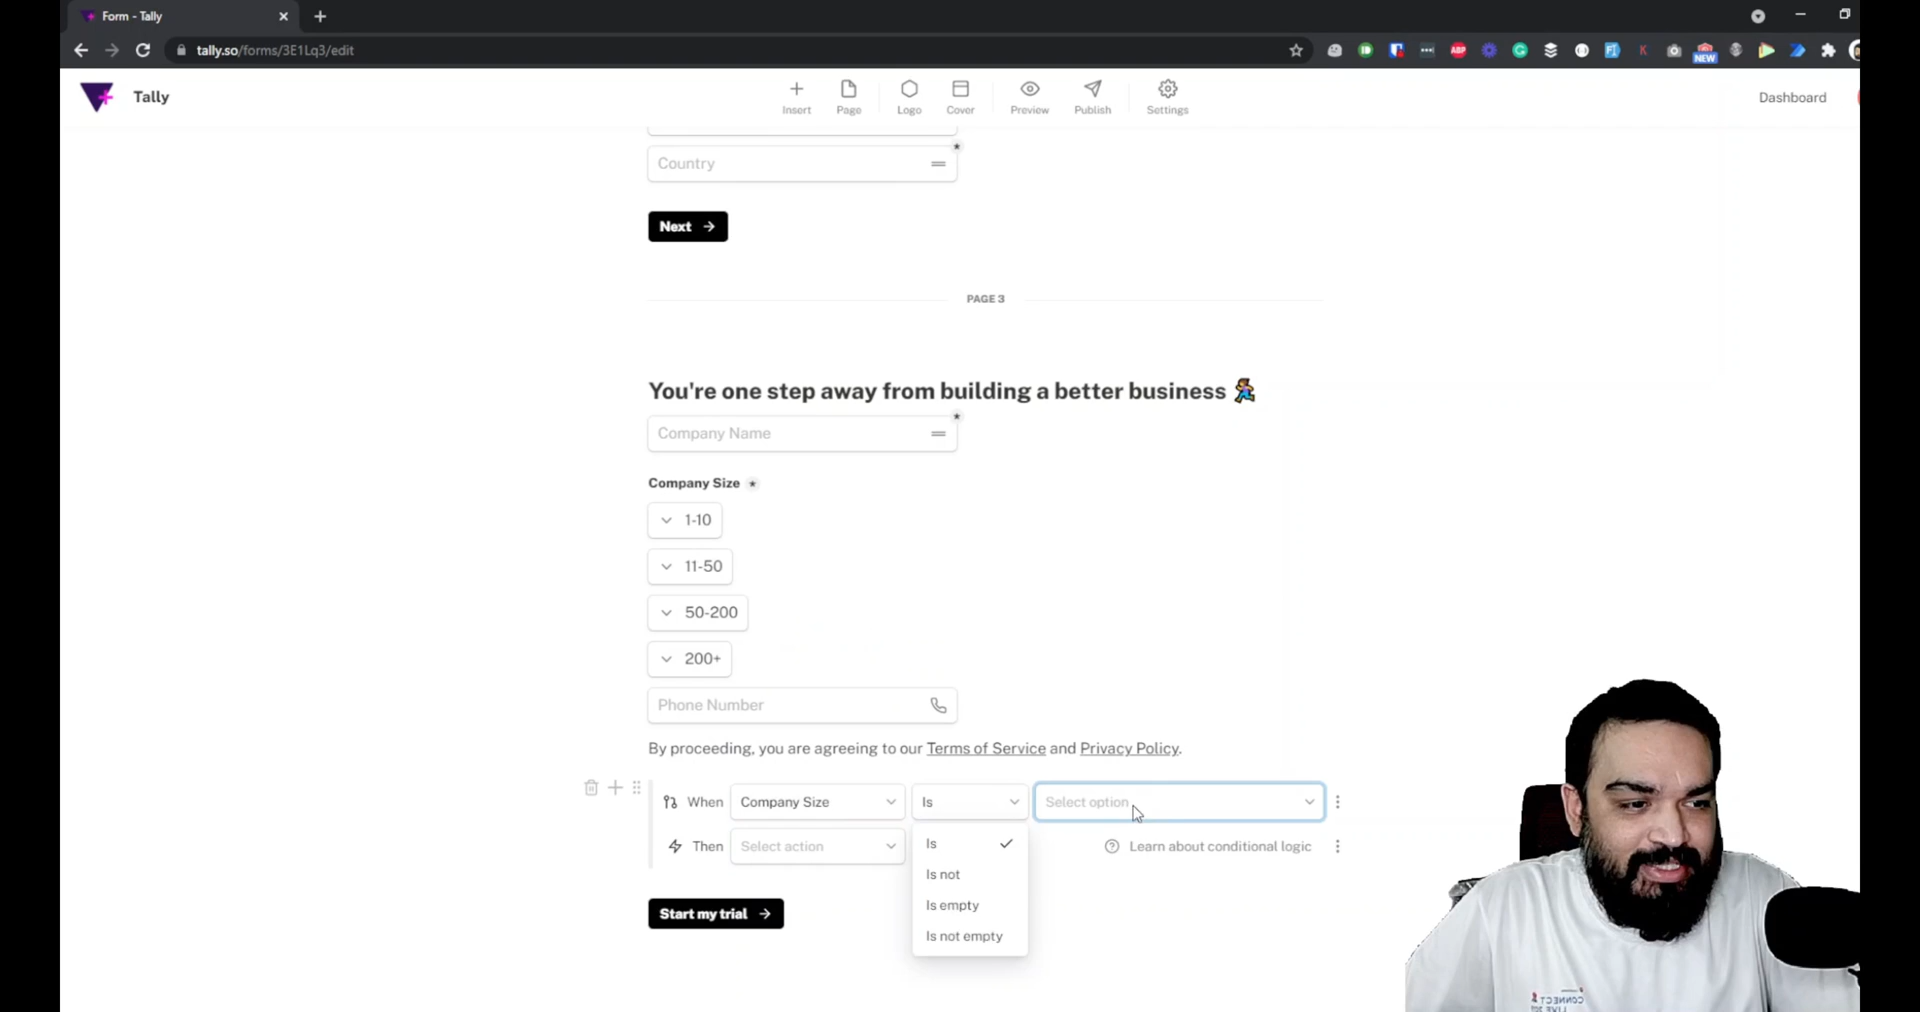 Form - Tally
tally.so/forms/3E1Lq3/edit
ABP
NEW
Tally
Insert
Page
Logo
Cover
Preview
Publish
Settings
Dashboard
Country
*
Next →
PAGE 3
You're one step away from building a better business
Company Name
*
Company Size *
1-10
11-50
50-200
200+
Phone Number
By proceeding, you are agreeing to our Terms of Service and Privacy Policy.
When Company Size Is Select option
Then Select action Learn about conditional logic
Is
Is not
Is empty
Is not empty
Start my trial →
CONNECT